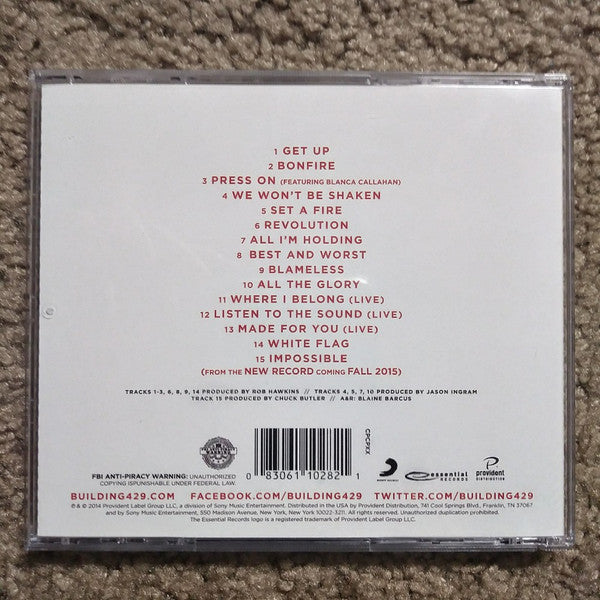 1 GET UP
2 BONFIRE
3 PRESS ON (FEATURING BLANCA CALLAHAN)
4 WE WON'T BE SHAKEN
5 SET A FIRE
6 REVOLUTION
7 ALL I'M HOLDING
8 BEST AND WORST
9 BLAMELESS
10 ALL THE GLORY
11 WHERE I BELONG (LIVE)
12 LISTEN TO THE SOUND (LIVE)
13 MADE FOR YOU (LIVE)
14 WHITE FLAG
15 IMPOSSIBLE
(FROM THE NEW RECORD COMING FALL 2015)
TRACKS 1-3, 6, 8, 9, 14 PRODUCED BY ROB HAWKINS // TRACKS 4, 5, 7, 10 PRODUCED BY JASON INGRAM
TRACK 15 PRODUCED BY CHUCK BUTLER // A&R: BLAINE BARCUS
CPCPEX
FBI ANTI-PIRACY WARNING: UNAUTHORIZED
COPYING IS PUNISHABLE UNDER FEDERAL LAW.
0 83061 10282 1
essential RECORDS
provident DISTRIBUTION
BUILDING429.COM FACEBOOK.COM/BUILDING429 TWITTER.COM/BUILDING429
℗ & © 2014 Provident Label Group LLC, a division of Sony Music Entertainment. Distributed in the USA by Provident Distribution, 741 Cool Springs Blvd., Franklin, TN 37067
and by Sony Music Entertainment, 550 Madison Avenue, New York, New York 10022-3211. All rights reserved. Unauthorized duplication prohibited.
The Essential Records logo is a registered trademark of Provident Label Group LLC.